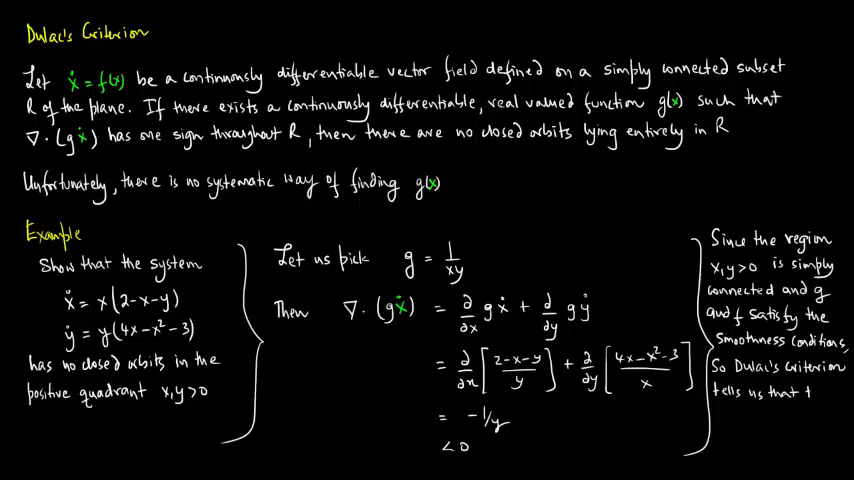 Dulac's Criterion
Let ẋ = f(x) be a continuously differentiable vector field defined on a simply connected subset
R of the plane. If there exists a continuously differentiable, real valued function g(x) such that
∇·(gẋ) has one sign throughout R, then there are no closed orbits lying entirely in R
Unfortunately, there is no systematic way of finding g(x)
Example
Show that the system
ẋ = x(2-x-y)
ẏ = y(4x-x²-3)
has no closed orbits in the
positive quadrant x,y>0
Let us pick g = 1/xy
Then ∇·(gẋ) = ∂/∂x gẋ + ∂/∂y gẏ
= ∂/∂x [(2-x-y)/y] + ∂/∂y [(4x-x²-3)/x]
= -1/y
<0
Since the region
x,y>0 is simply
connected and g
and f satisfy the
smoothness conditions,
So Dulac's Criterion
tells us that t